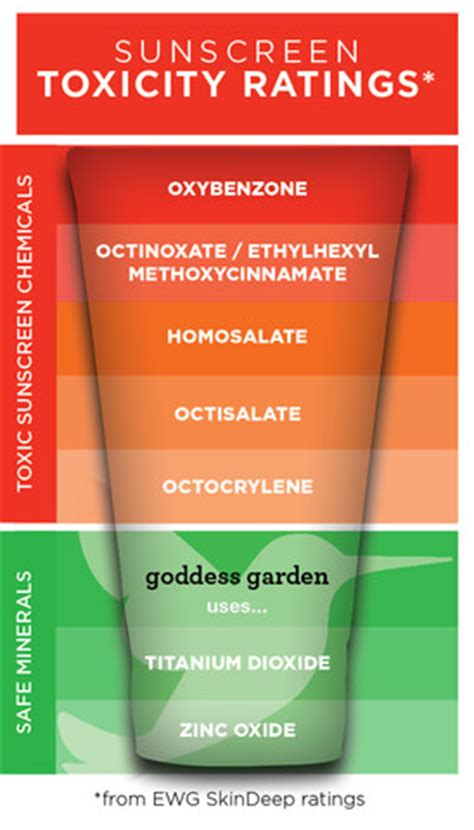 SUNSCREEN
TOXICITY RATINGS*
TOXIC SUNSCREEN CHEMICALS
OXYBENZONE
OCTINOXATE / ETHYLHEXYL
METHOXYCINNAMATE
HOMOSALATE
OCTISALATE
OCTOCRYLENE
SAFE MINERALS
goddess garden
uses...
TITANIUM DIOXIDE
ZINC OXIDE
*from EWG SkinDeep ratings